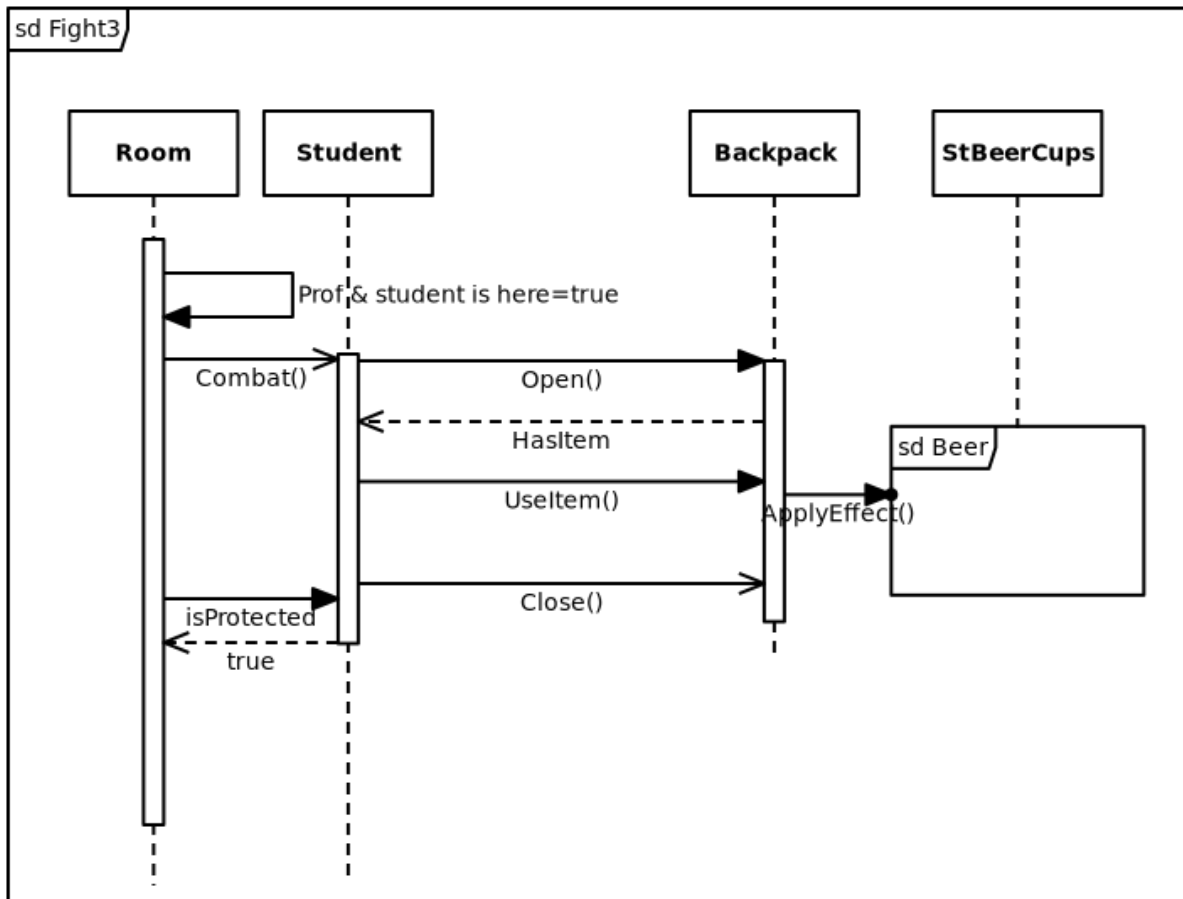 sd Fight3
Room
Student
Backpack
StBeerCups
Prof & student is here=true
Combat()
Open()
HasItem
sd Beer
UseItem()
ApplyEffect()
Close()
isProtected
true